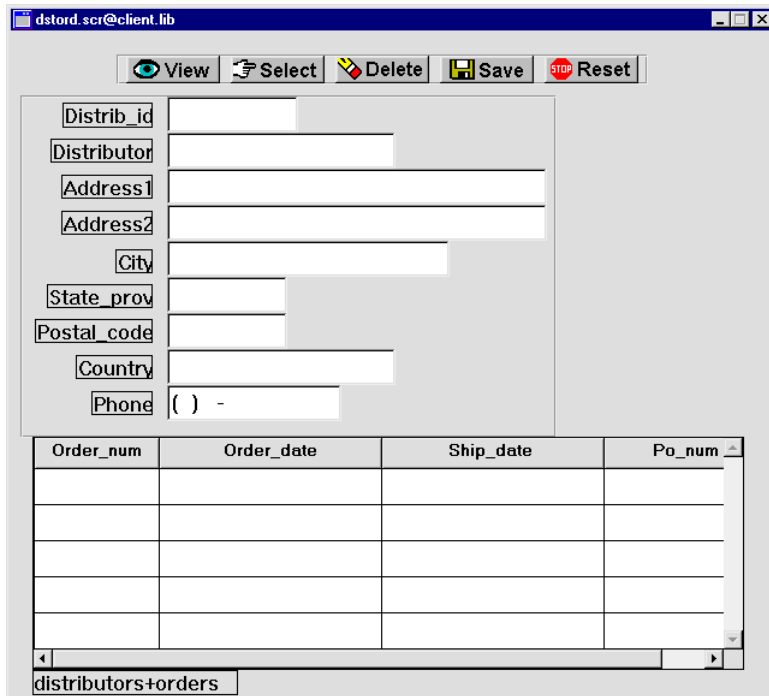 dstord.scr@client.lib
View Select Delete Save STOP Reset
Distrib_id
Distributor
Address1
Address2
City
State_prov
Postal_code
Country
Phone ( ) -
Order_num Order_date Ship_date Po_num
distributors+orders